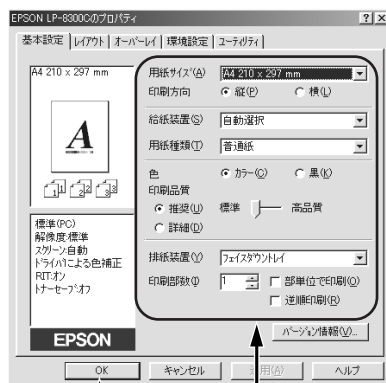 EPSON LP-8300Cのプロパティ
基本設定 レイアウト オーバーレイ 環境設定 ユーティリティ
A4 210 x 297 mm
A
1 2 3
標準(PC)
解像度:標準
スクリーン:自動
ドライバによる色補正
RIT:オン
トナーセーブ:オフ
EPSON
用紙サイズ(A) A4 210 x 297 mm
印刷方向 縦(P) 横(L)
給紙装置(S) 自動選択
用紙種類(T) 普通紙
色 カラー(C) 黒(K)
印刷品質
推奨(U) 標準 高品質
詳細(D)
排紙装置(Y) フェイスダウントレイ
印刷部数(I) 1 部単位で印刷(O)
逆順印刷(R)
バージョン情報(V)...
OK キャンセル 適用(A) ヘルプ